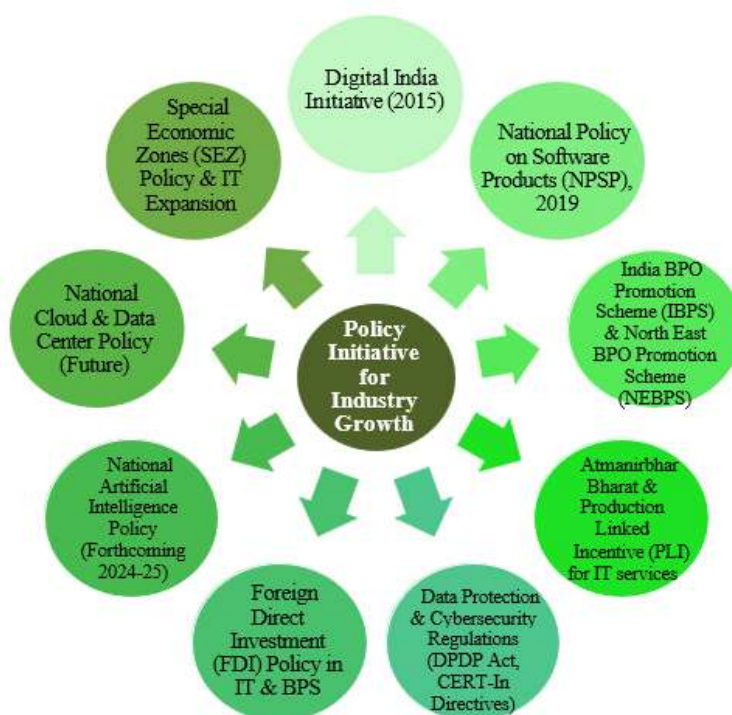 Digital India
Initiative (2015)
National Policy
on Software
Products (NPSP),
2019
India BPO
Promotion
Scheme (IBPS)
& North East
BPO Promotion
Scheme
(NEBPS)
Atmanirbhar
Bharat &
Production
Linked
Incentive (PLI)
for IT services
Data Protection
& Cybersecurity
Regulations
(DPDP Act,
CERT-In
Directives)
Foreign
Direct
Investment
(FDI) Policy in
IT & BPS
National
Artificial
Intelligence
Policy
(Forthcoming
2024-25)
National
Cloud & Data
Center Policy
(Future)
Special
Economic
Zones (SEZ)
Policy & IT
Expansion
Policy
Initiative
for
Industry
Growth